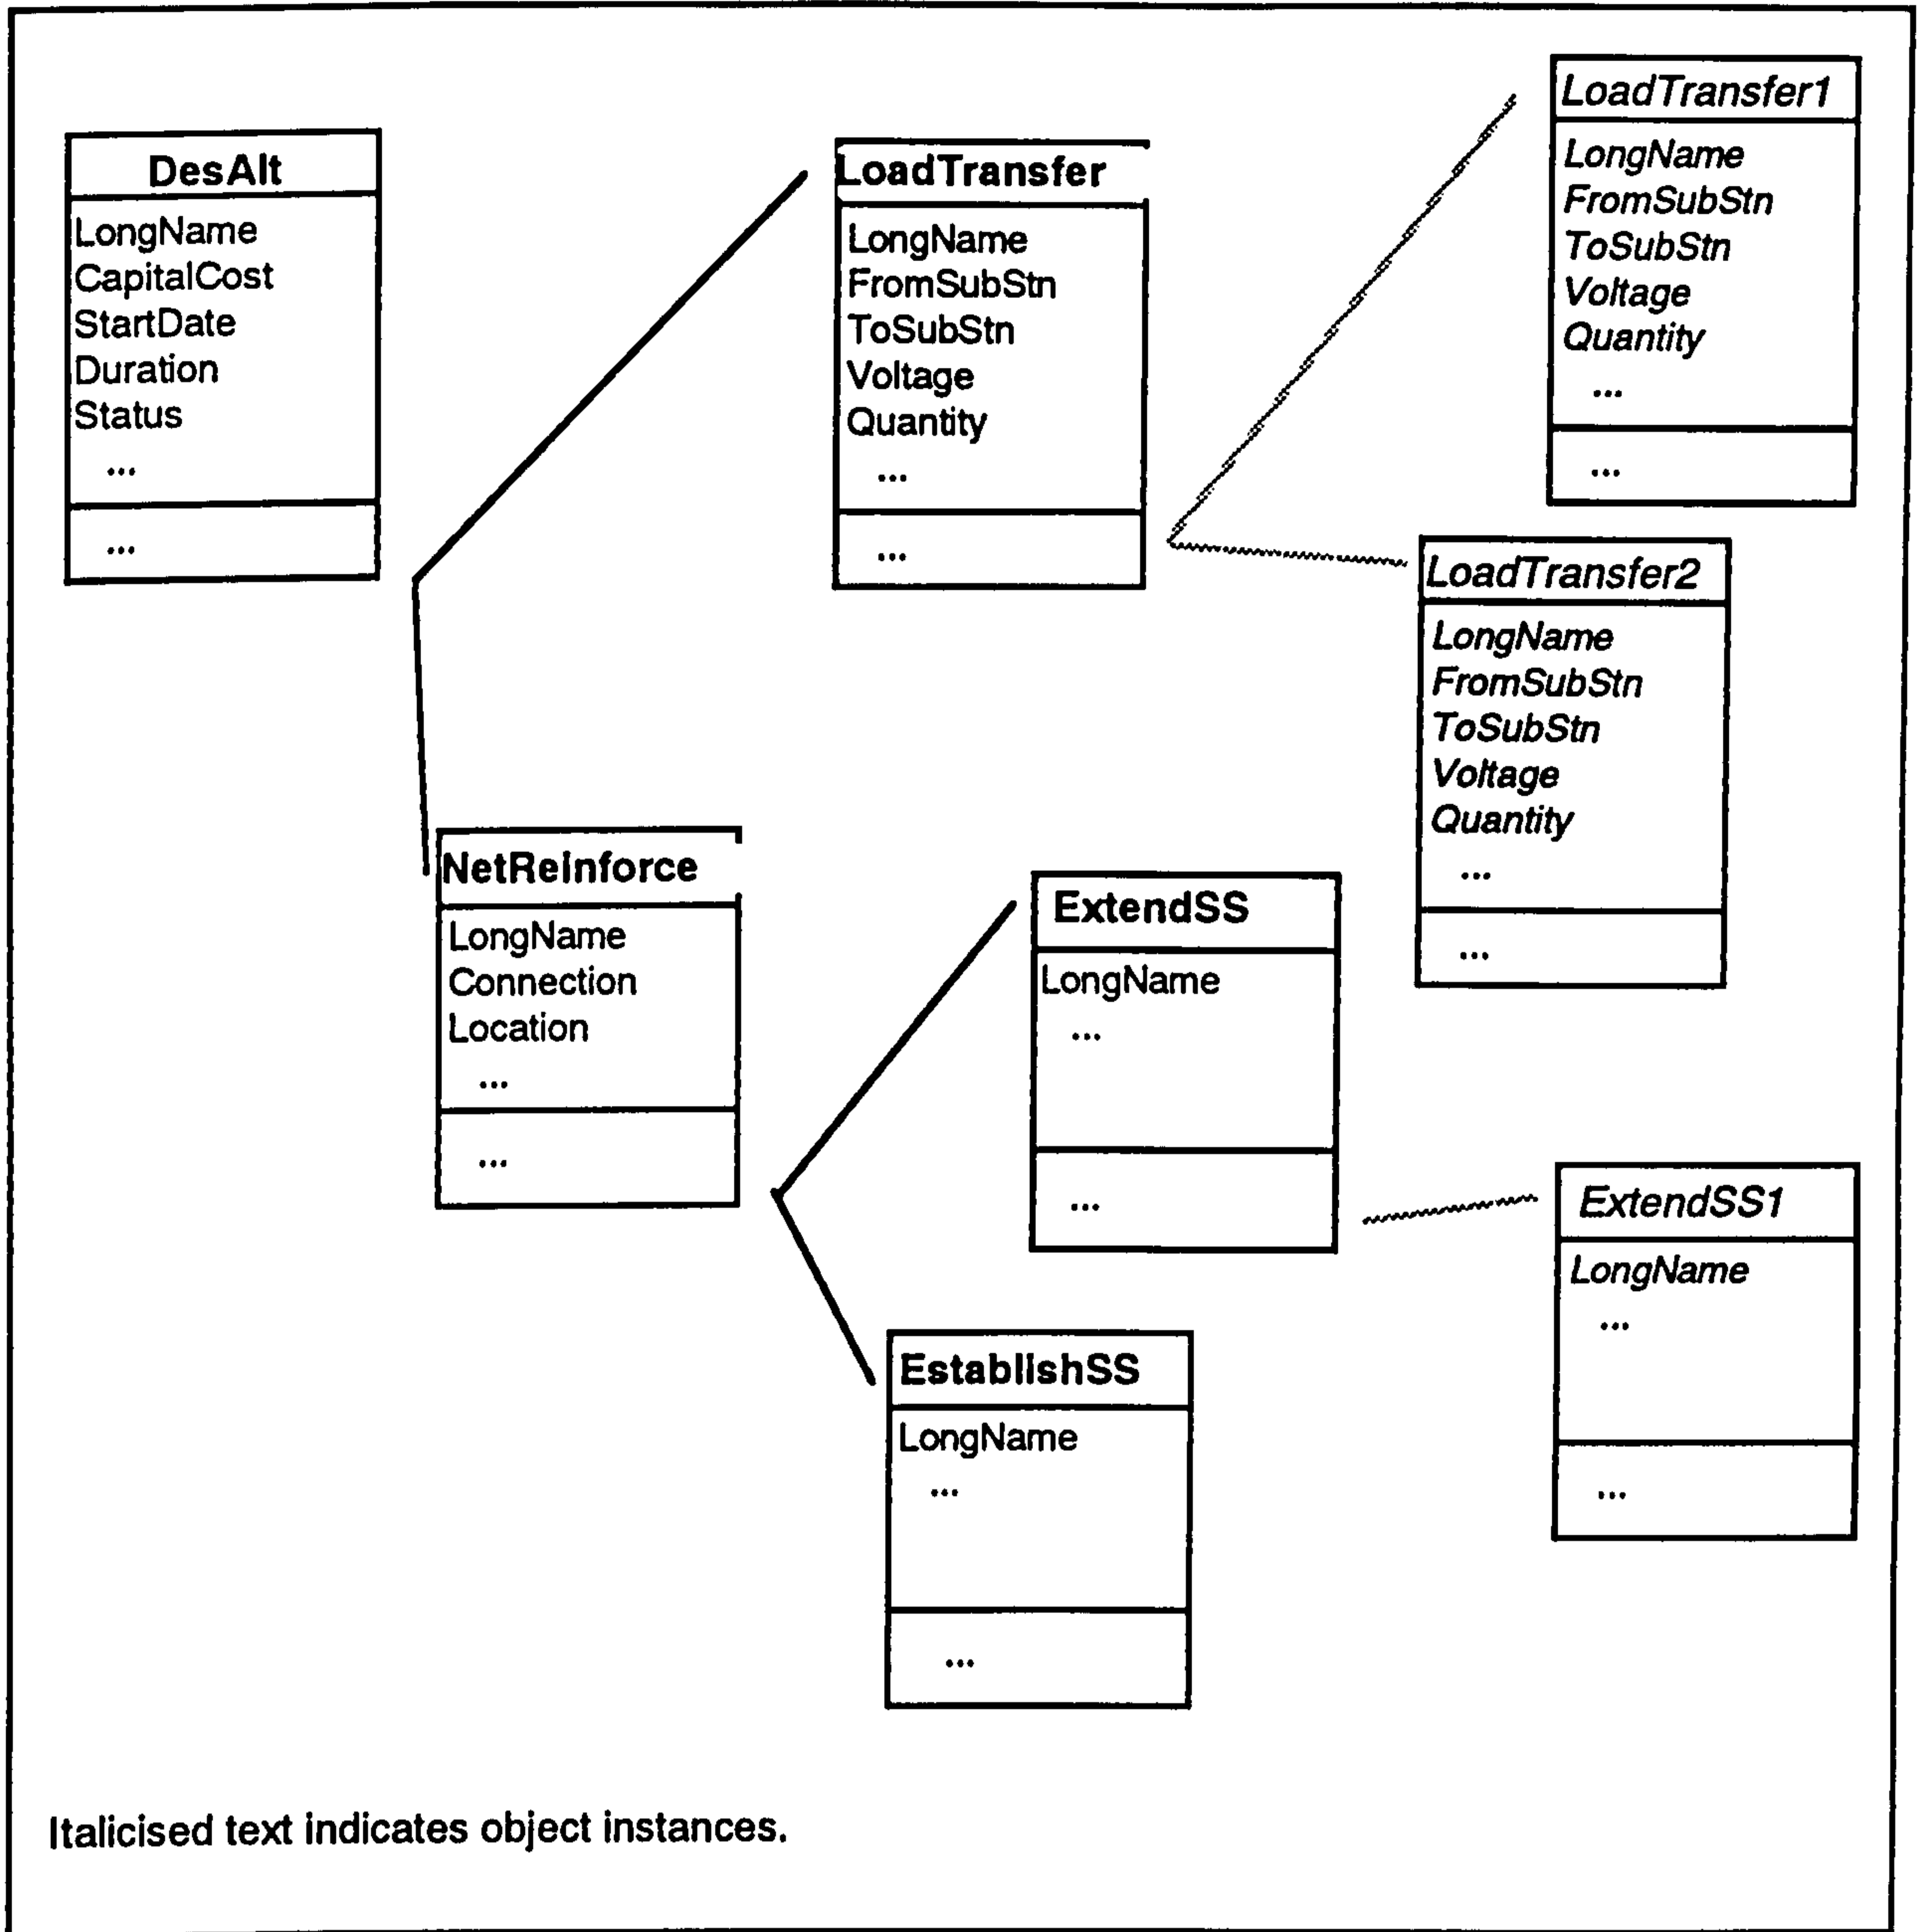 DesAlt
LongName
CapitalCost
StartDate
Duration
Status
...
...
LoadTransfer
LongName
FromSubStn
ToSubStn
Voltage
Quantity
...
...
LoadTransfer1
LongName
FromSubStn
ToSubStn
Voltage
Quantity
...
...
LoadTransfer2
LongName
FromSubStn
ToSubStn
Voltage
Quantity
...
...
NetReinforce
LongName
Connection
Location
...
...
ExtendSS
LongName
...
...
ExtendSS1
LongName
...
...
EstablishSS
LongName
...
...
Italicised text indicates object instances.